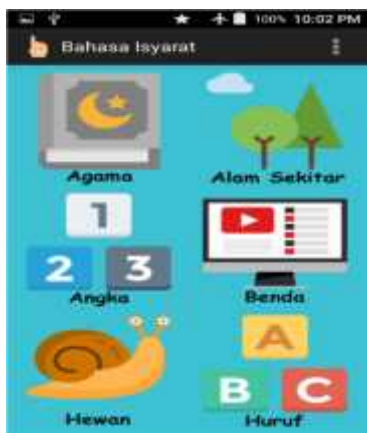 100% 10:02 PM
Bahasa Isyarat
Agama
Alam Sekitar
1
2 3
Angka
Benda
Hewan
A
B C
Huruf